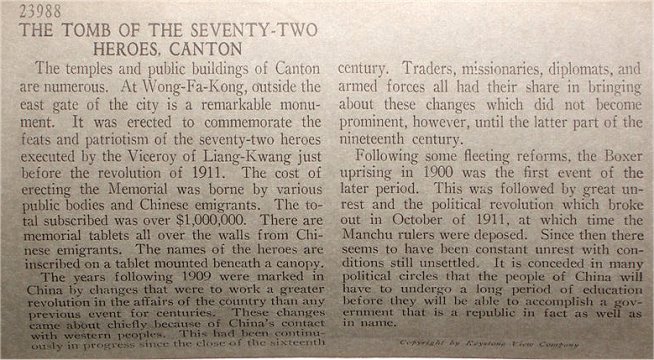 23988
THE TOMB OF THE SEVENTY-TWO
HEROES, CANTON
The temples and public buildings of Canton
are numerous. At Wong-Fa-Kong, outside the
east gate of the city is a remarkable monu-
ment. It was erected to commemorate the
feats and patriotism of the seventy-two heroes
executed by the Viceroy of Liang-Kwang just
before the revolution of 1911. The cost of
erecting the Memorial was borne by various
public bodies and Chinese emigrants. The to-
tal subscribed was over $1,000,000. There are
memorial tablets all over the walls from Chi-
nese emigrants. The names of the heroes are
inscribed on a tablet mounted beneath a canopy.
The years following 1909 were marked in
China by changes that were to work a greater
revolution in the affairs of the country than any
previous event for centuries. These changes
came about chiefly because of China's contact
with western peoples. This had been continu-
ously in progress since the close of the sixteenth
century. Traders, missionaries, diplomats, and
armed forces all had their share in bringing
about these changes which did not become
prominent, however, until the latter part of the
nineteenth century.
Following some fleeting reforms, the Boxer
uprising in 1900 was the first event of the
later period. This was followed by great un-
rest and the political revolution which broke
out in October of 1911, at which time the
Manchu rulers were deposed. Since then there
seems to have been constant unrest with con-
ditions still unsettled. It is conceded in many
political circles that the people of China will
have to undergo a long period of education
before they will be able to accomplish a gov-
ernment that is a republic in fact as well as
in name.
Copyright by Keystone View Company